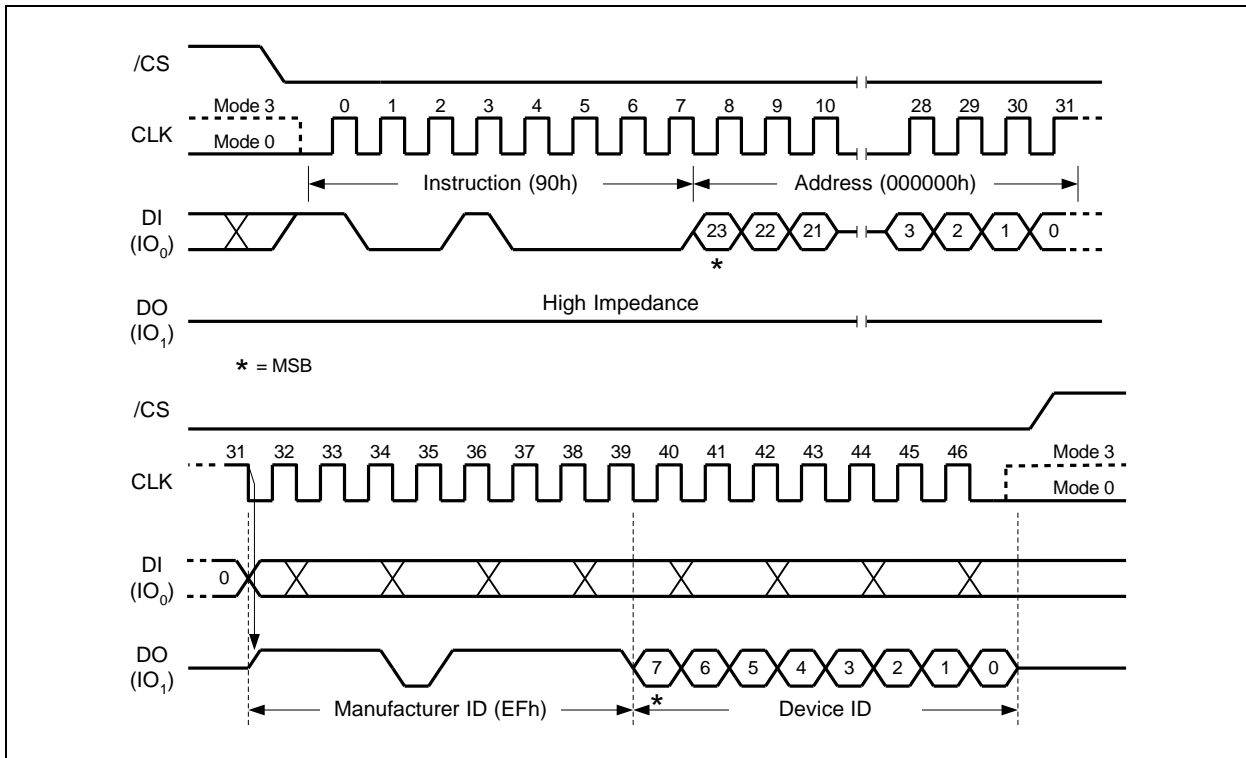 /CS
Mode 3 0 1 2 3 4 5 6 7 8 9 10 28 29 30 31
CLK
Mode 0
Instruction (90h) Address (000000h)
DI
(IO0)
23 22 21 3 2 1 0
*
High Impedance
DO
(IO1)
* = MSB
/CS
31 32 33 34 35 36 37 38 39 40 41 42 43 44 45 46 Mode 3
CLK
Mode 0
DI
(IO0)
0
DO
(IO1)
7 6 5 4 3 2 1 0
*
Manufacturer ID (EFh) Device ID